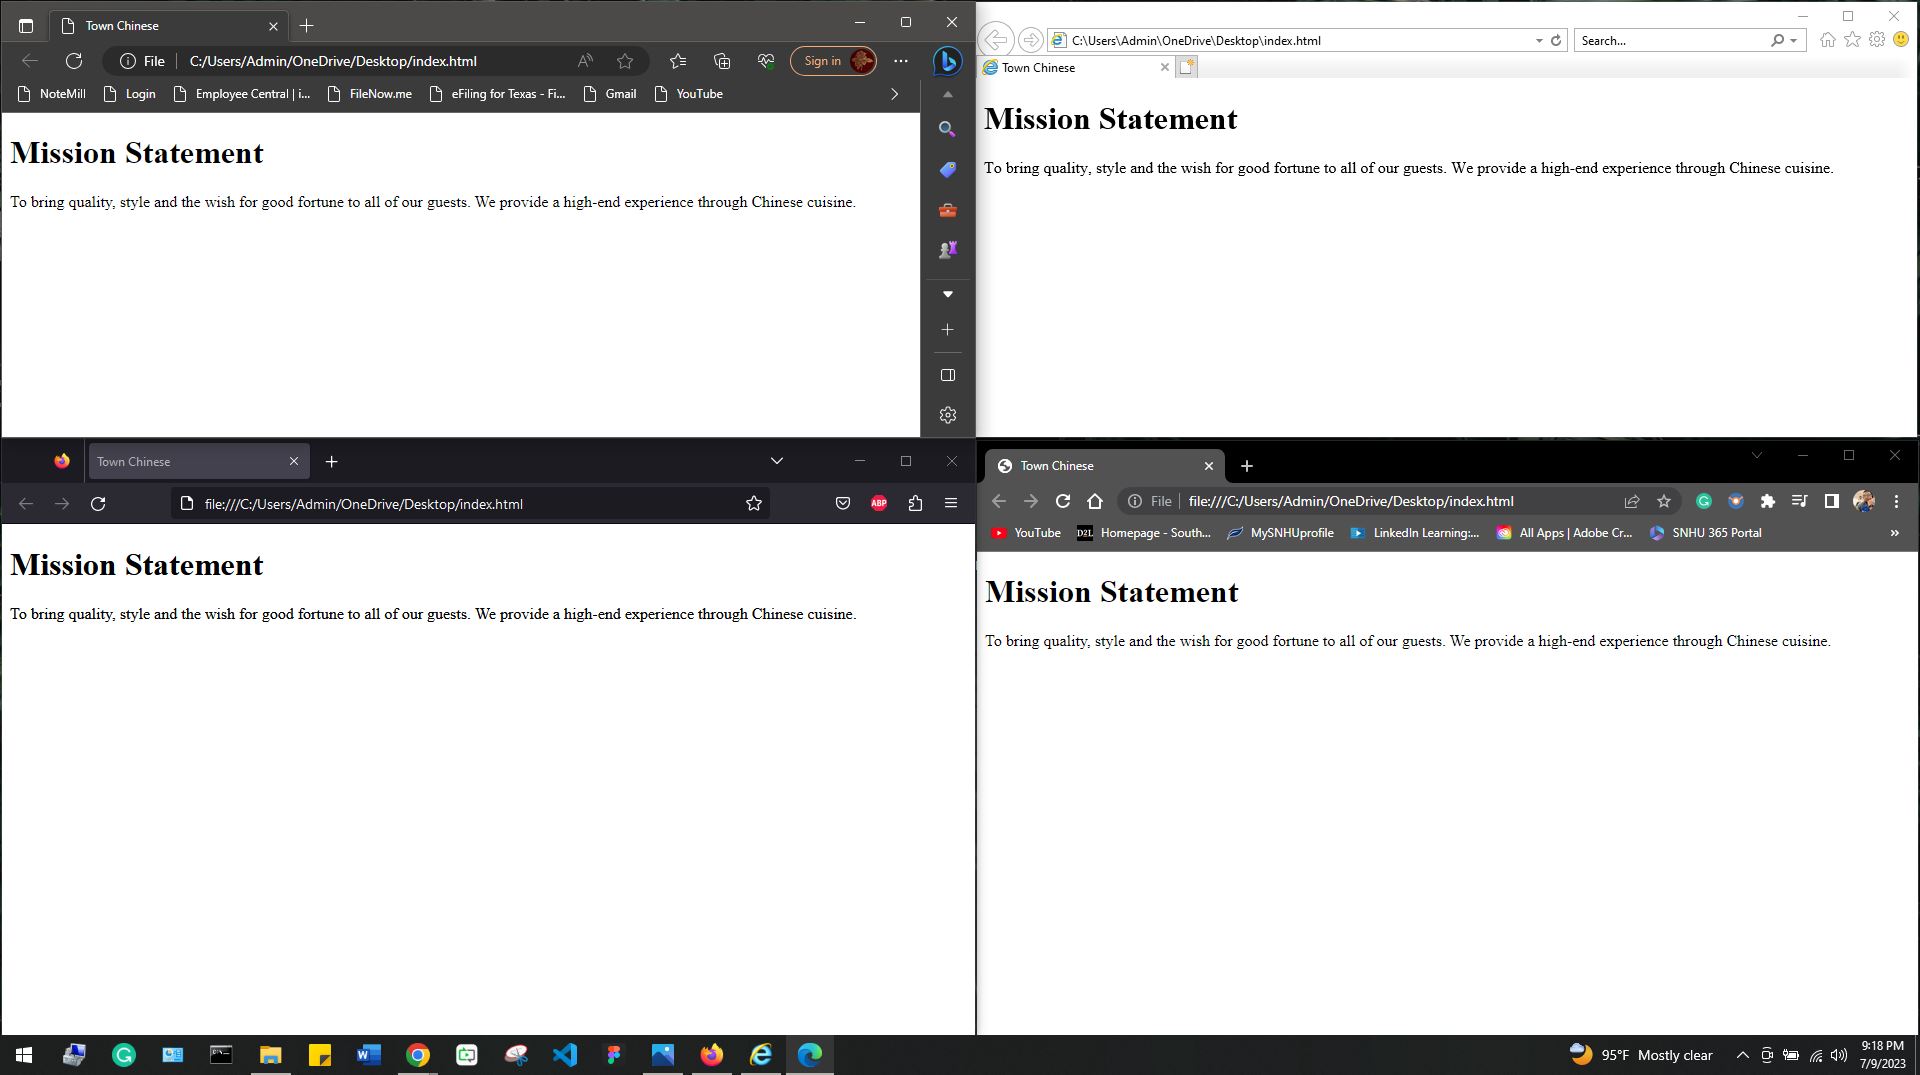 Town Chinese
File C:/Users/Admin/OneDrive/Desktop/index.html Sign in
NoteMill Login Employee Central | i... FileNow.me eFiling for Texas - Fi... Gmail YouTube
Mission Statement
To bring quality, style and the wish for good fortune to all of our guests. We provide a high-end experience through Chinese cuisine.
C:\Users\Admin\OneDrive\Desktop\index.html Search...
Town Chinese
Mission Statement
To bring quality, style and the wish for good fortune to all of our guests. We provide a high-end experience through Chinese cuisine.
Town Chinese
file:///C:/Users/Admin/OneDrive/Desktop/index.html ABP
Mission Statement
To bring quality, style and the wish for good fortune to all of our guests. We provide a high-end experience through Chinese cuisine.
Town Chinese
File file:///C:/Users/Admin/OneDrive/Desktop/index.html
YouTube D2L Homepage - South... MySNHUprofile LinkedIn Learning:... All Apps | Adobe Cr... SNHU 365 Portal
Mission Statement
To bring quality, style and the wish for good fortune to all of our guests. We provide a high-end experience through Chinese cuisine.
95°F Mostly clear
9:18 PM
7/9/2023